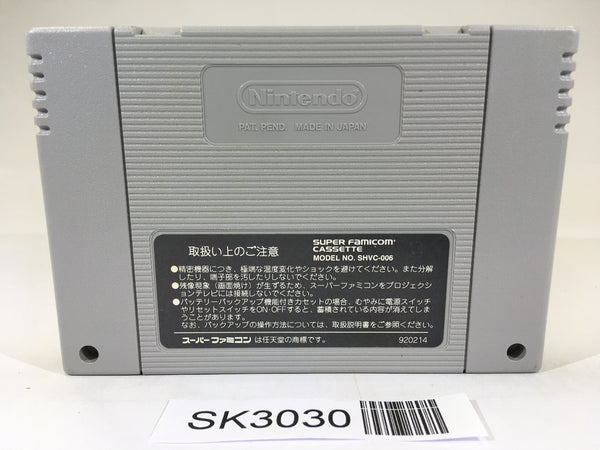 Nintendo
PAT. PEND. MADE IN JAPAN
取扱い上のご注意
SUPER FAMICOM
CASSETTE
MODEL NO. SHVC-006
●精密機器につき、極端な温度変化やショックを避けてください。また分解
したり、端子部を汚したりしないでください。
●残像現象（画面焼け）が生ずるため、スーパーファミコンをプロジェクシ
ョンテレビには接続しないでください。
●バッテリーバックアップ機能付きカセットの場合、むやみに電源スイッチ
やリセットスイッチをON・OFFすると、蓄積されている内容が消えてしま
うことがあります。
なお、バックアップの操作方法については、取扱説明書をご参照ください。
スーパーファミコン は任天堂の商標です。
920214
SK3030